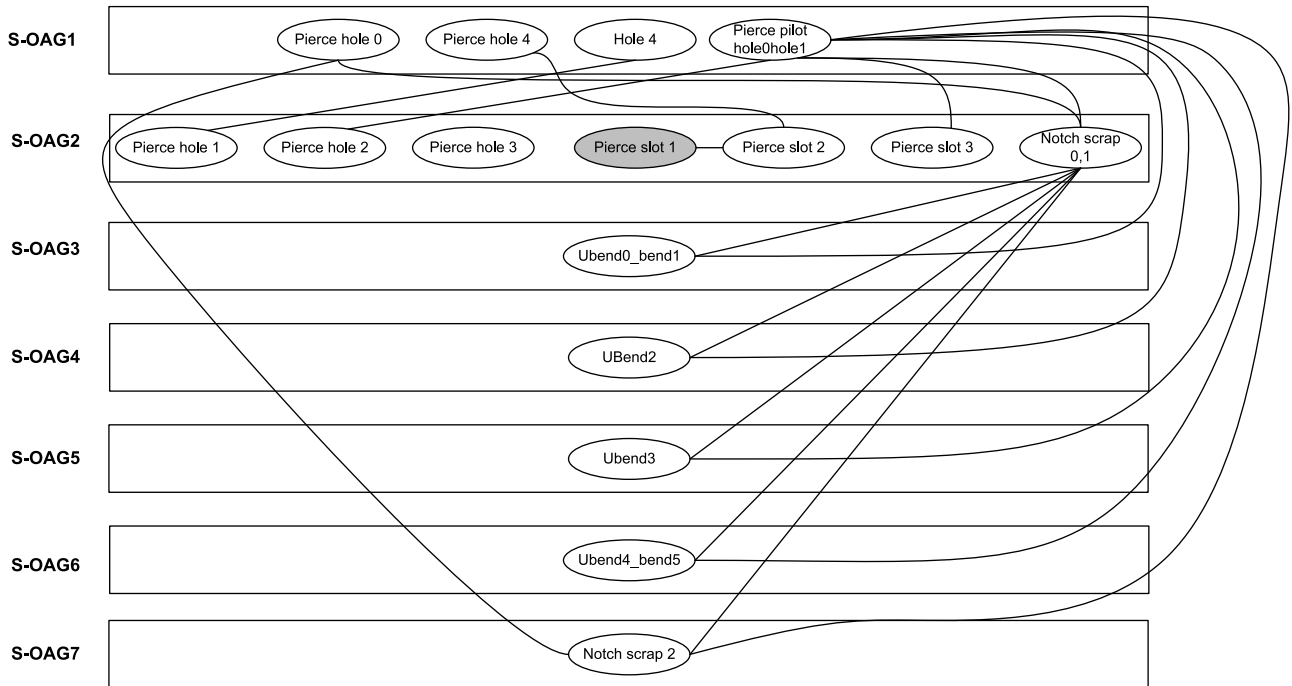 S-OAG1
Pierce hole 0
Pierce hole 4
Hole 4
Pierce pilot
hole0hole1
S-OAG2
Pierce hole 1
Pierce hole 2
Pierce hole 3
Pierce slot 1
Pierce slot 2
Pierce slot 3
Notch scrap
0,1
S-OAG3
Ubend0_bend1
S-OAG4
UBend2
S-OAG5
Ubend3
S-OAG6
Ubend4_bend5
S-OAG7
Notch scrap 2